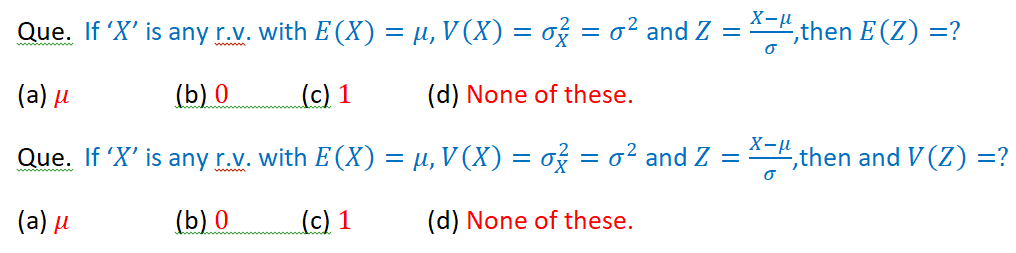 Que. If ‘X’ is any r.v. with E(X) = μ, V(X) = σ_X^2 = σ^2 and Z = (X−μ)/σ ,then E(Z) =?
(a) μ (b) 0 (c) 1 (d) None of these.
Que. If ‘X’ is any r.v. with E(X) = μ, V(X) = σ_X^2 = σ^2 and Z = (X−μ)/σ ,then and V(Z) =?
(a) μ (b) 0 (c) 1 (d) None of these.